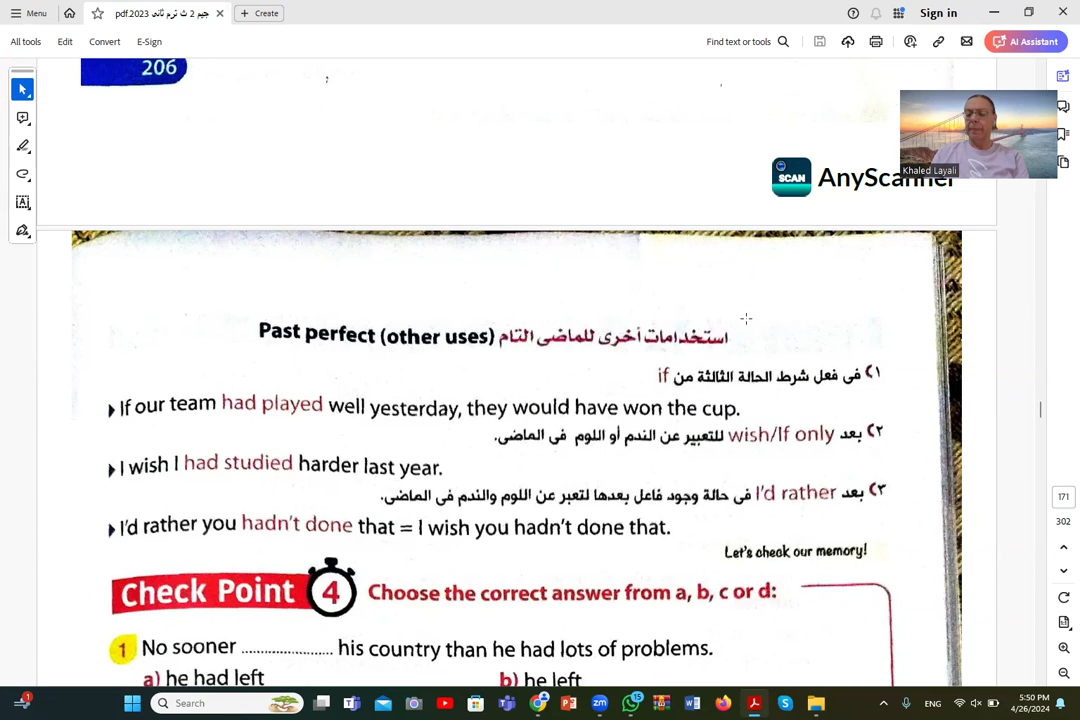 Menu
جيم 2 ث ترم ثانى 2023.pdf
Create
Sign in
All tools
Edit
Convert
E-Sign
Find text or tools
AI Assistant
206
SCAN
AnyScanner
Khaled Layali
Past perfect (other uses) استخدامات أخرى للماضى التام
١) فى فعل شرط الحالة الثالثة من if
If our team had played well yesterday, they would have won the cup.
٢) بعد wish/If only للتعبير عن الندم أو اللوم فى الماضى.
I wish I had studied harder last year.
٣) بعد I'd rather فى حالة وجود فاعل بعدها لتعبر عن اللوم والندم فى الماضى.
I'd rather you hadn't done that = I wish you hadn't done that.
Let's check our memory!
Check Point 4 Choose the correct answer from a, b, c or d:
1 No sooner ...................... his country than he had lots of problems.
a) he had left b) he left
171
302
1
Search
15
ENG
5:50 PM
4/26/2024